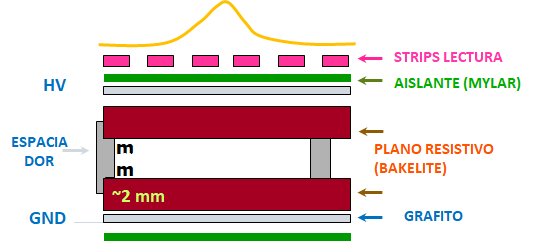 STRIPS LECTURA
HV
AISLANTE (MYLAR)
ESPACIA
DOR
m
m
PLANO RESISTIVO
(BAKELITE)
~2 mm
GND
GRAFITO